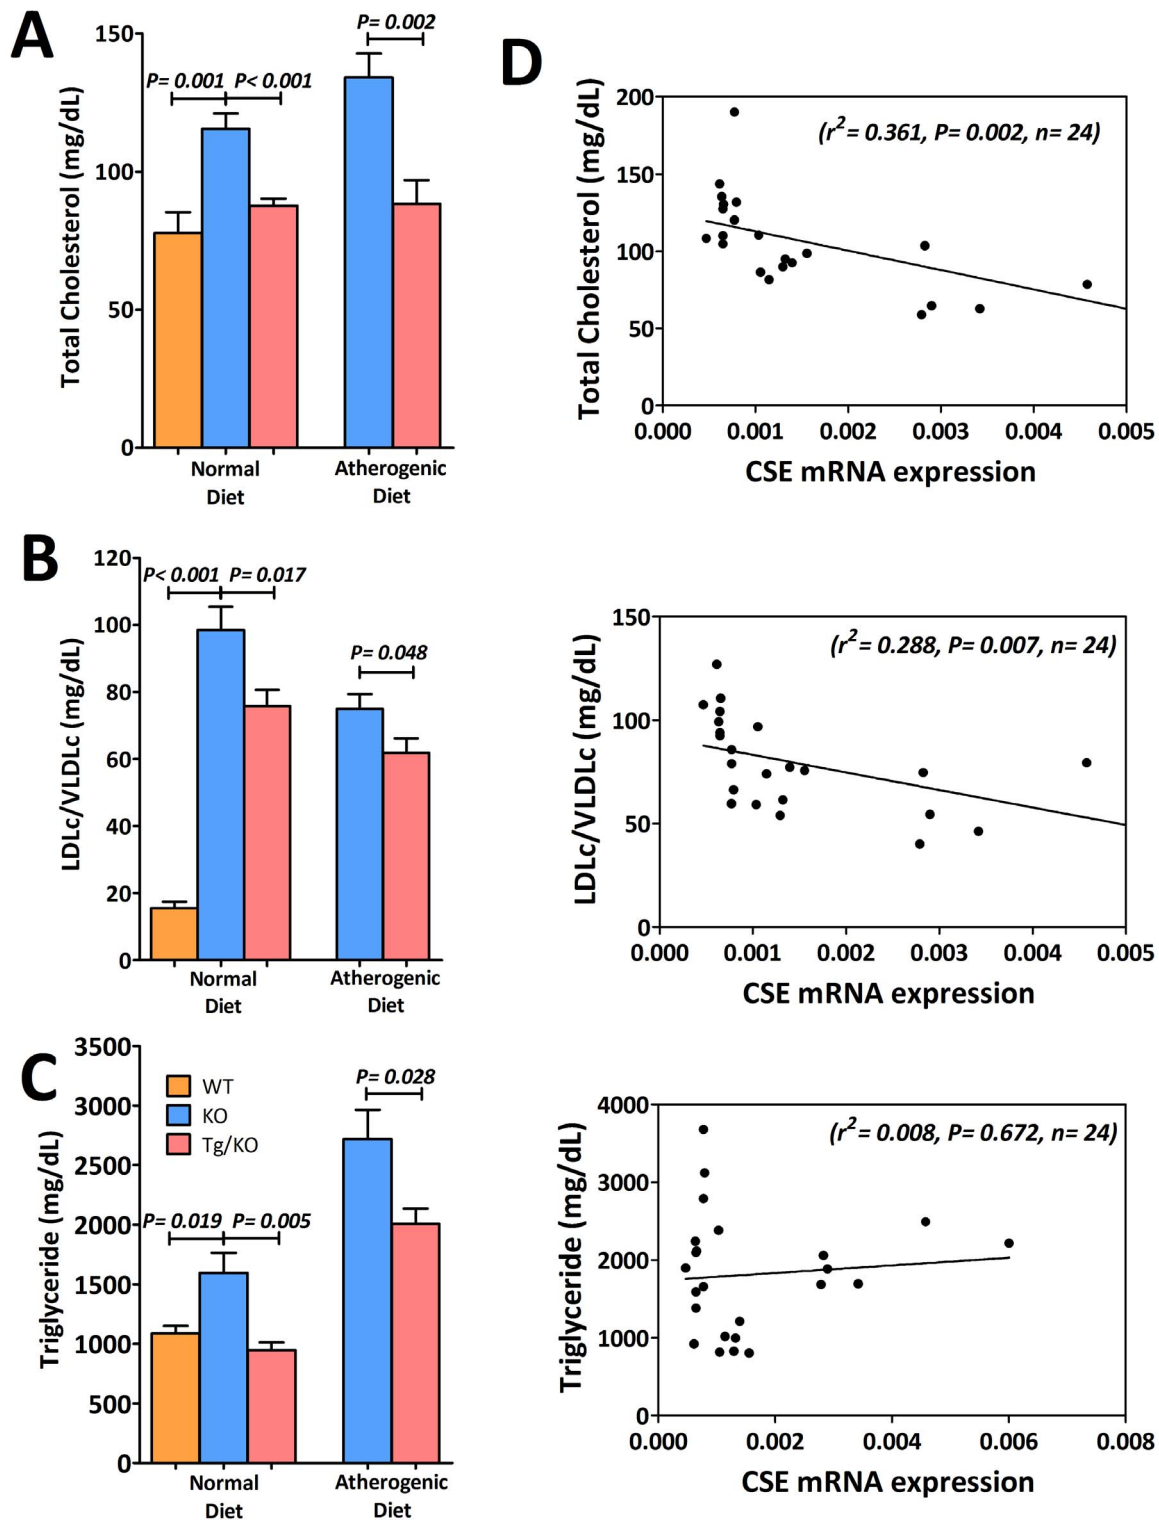 A
P= 0.002
P= 0.001 P< 0.001
Total Cholesterol (mg/dL)
150
100
50
0
Normal Diet
Atherogenic Diet
B
P< 0.001 P= 0.017
P= 0.048
LDLc/VLDLc (mg/dL)
120
100
80
60
40
20
0
Normal Diet
Atherogenic Diet
C
WT
KO
Tg/KO
P= 0.028
P= 0.019 P= 0.005
Triglyceride (mg/dL)
3500
3000
2500
2000
1500
1000
500
0
Normal Diet
Atherogenic Diet
D
(r2= 0.361, P= 0.002, n= 24)
Total Cholesterol (mg/dL)
200
150
100
50
0
0.000 0.001 0.002 0.003 0.004 0.005
CSE mRNA expression
(r2= 0.288, P= 0.007, n= 24)
LDLc/VLDLc (mg/dL)
150
100
50
0
0.000 0.001 0.002 0.003 0.004 0.005
CSE mRNA expression
(r2= 0.008, P= 0.672, n= 24)
Triglyceride (mg/dL)
4000
3000
2000
1000
0
0.000 0.002 0.004 0.006 0.008
CSE mRNA expression